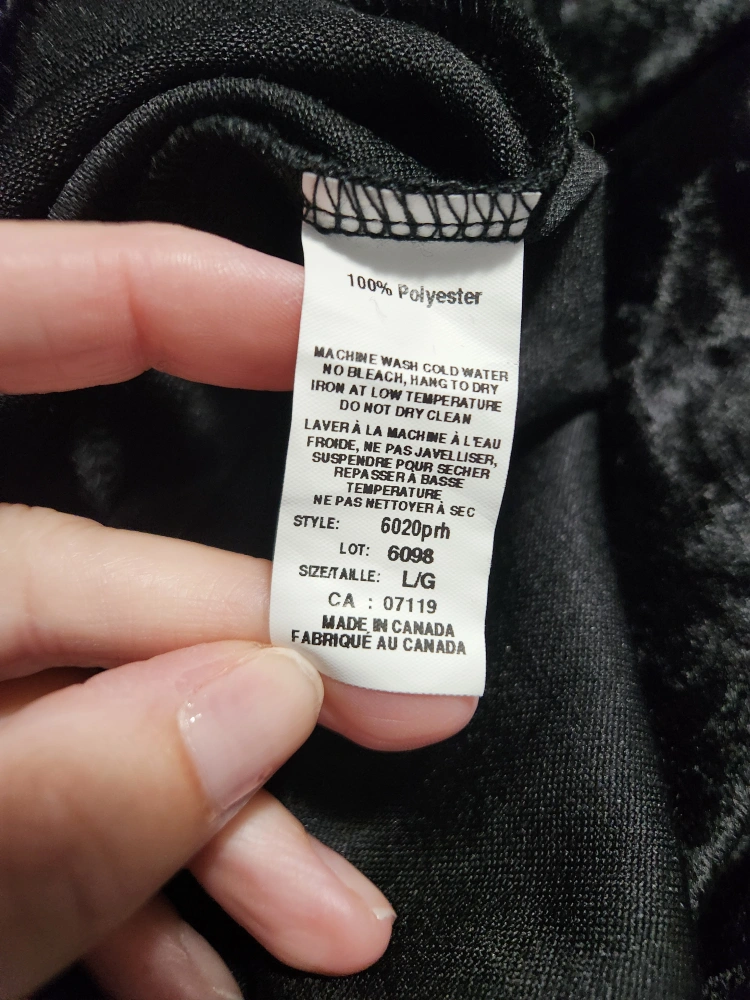 100% Polyester
MACHINE WASH COLD WATER
NO BLEACH, HANG TO DRY
IRON AT LOW TEMPERATURE
DO NOT DRY CLEAN
LAVER À LA MACHINE À L'EAU
FROIDE, NE PAS JAVELLISER,
SUSPENDRE POUR SECHER
REPASSER À BASSE
TEMPERATURE
NE PAS NETTOYER À SEC
STYLE: 6020prh
LOT: 6098
SIZE/TAILLE: L/G
CA : 07119
MADE IN CANADA
FABRIQUÉ AU CANADA